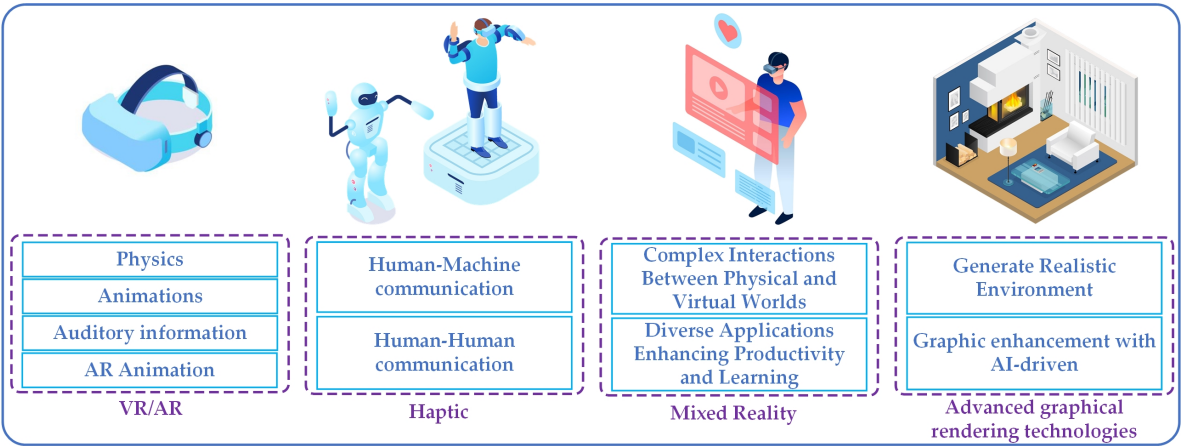 Physics
Animations
Auditory information
AR Animation
VR/AR
Human-Machine
communication
Human-Human
communication
Haptic
Complex Interactions
Between Physical and
Virtual Worlds
Diverse Applications
Enhancing Productivity
and Learning
Mixed Reality
Generate Realistic
Environment
Graphic enhancement with
AI-driven
Advanced graphical
rendering technologies